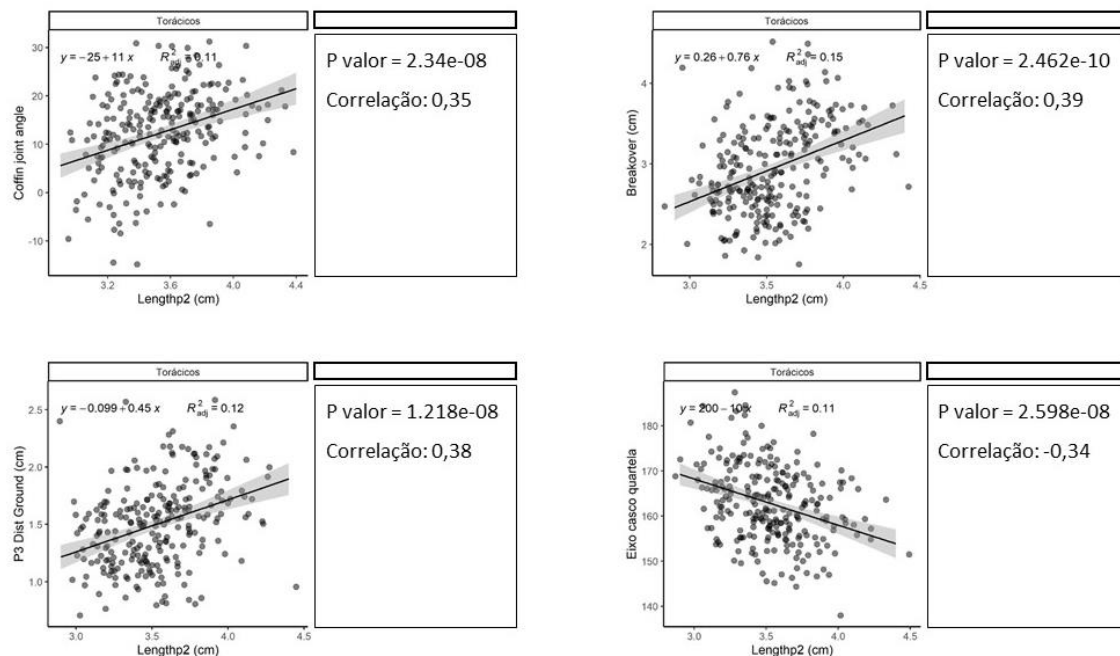 Torácicos
y = −25 + 11 x R²adj = 0.11
30
20
10
0
-10
Coffin joint angle
3.2 3.6 4.0 4.4
Lengthp2 (cm)
P valor = 2.34e-08
Correlação: 0,35
Torácicos
y = 0.26 + 0.76 x R²adj = 0.15
4
3
2
Breakover (cm)
3.0 3.5 4.0 4.5
Lengthp2 (cm)
P valor = 2.462e-10
Correlação: 0,39
Torácicos
y = −0.099 + 0.45 x R²adj = 0.12
2.5
2.0
1.5
1.0
P3 Dist Ground (cm)
3.0 3.5 4.0 4.5
Lengthp2 (cm)
P valor = 1.218e-08
Correlação: 0,38
Torácicos
y = 200 − 10 x R²adj = 0.11
180
170
160
150
140
Eixo casco quartela
3.0 3.5 4.0 4.5
Lengthp2 (cm)
P valor = 2.598e-08
Correlação: -0,34